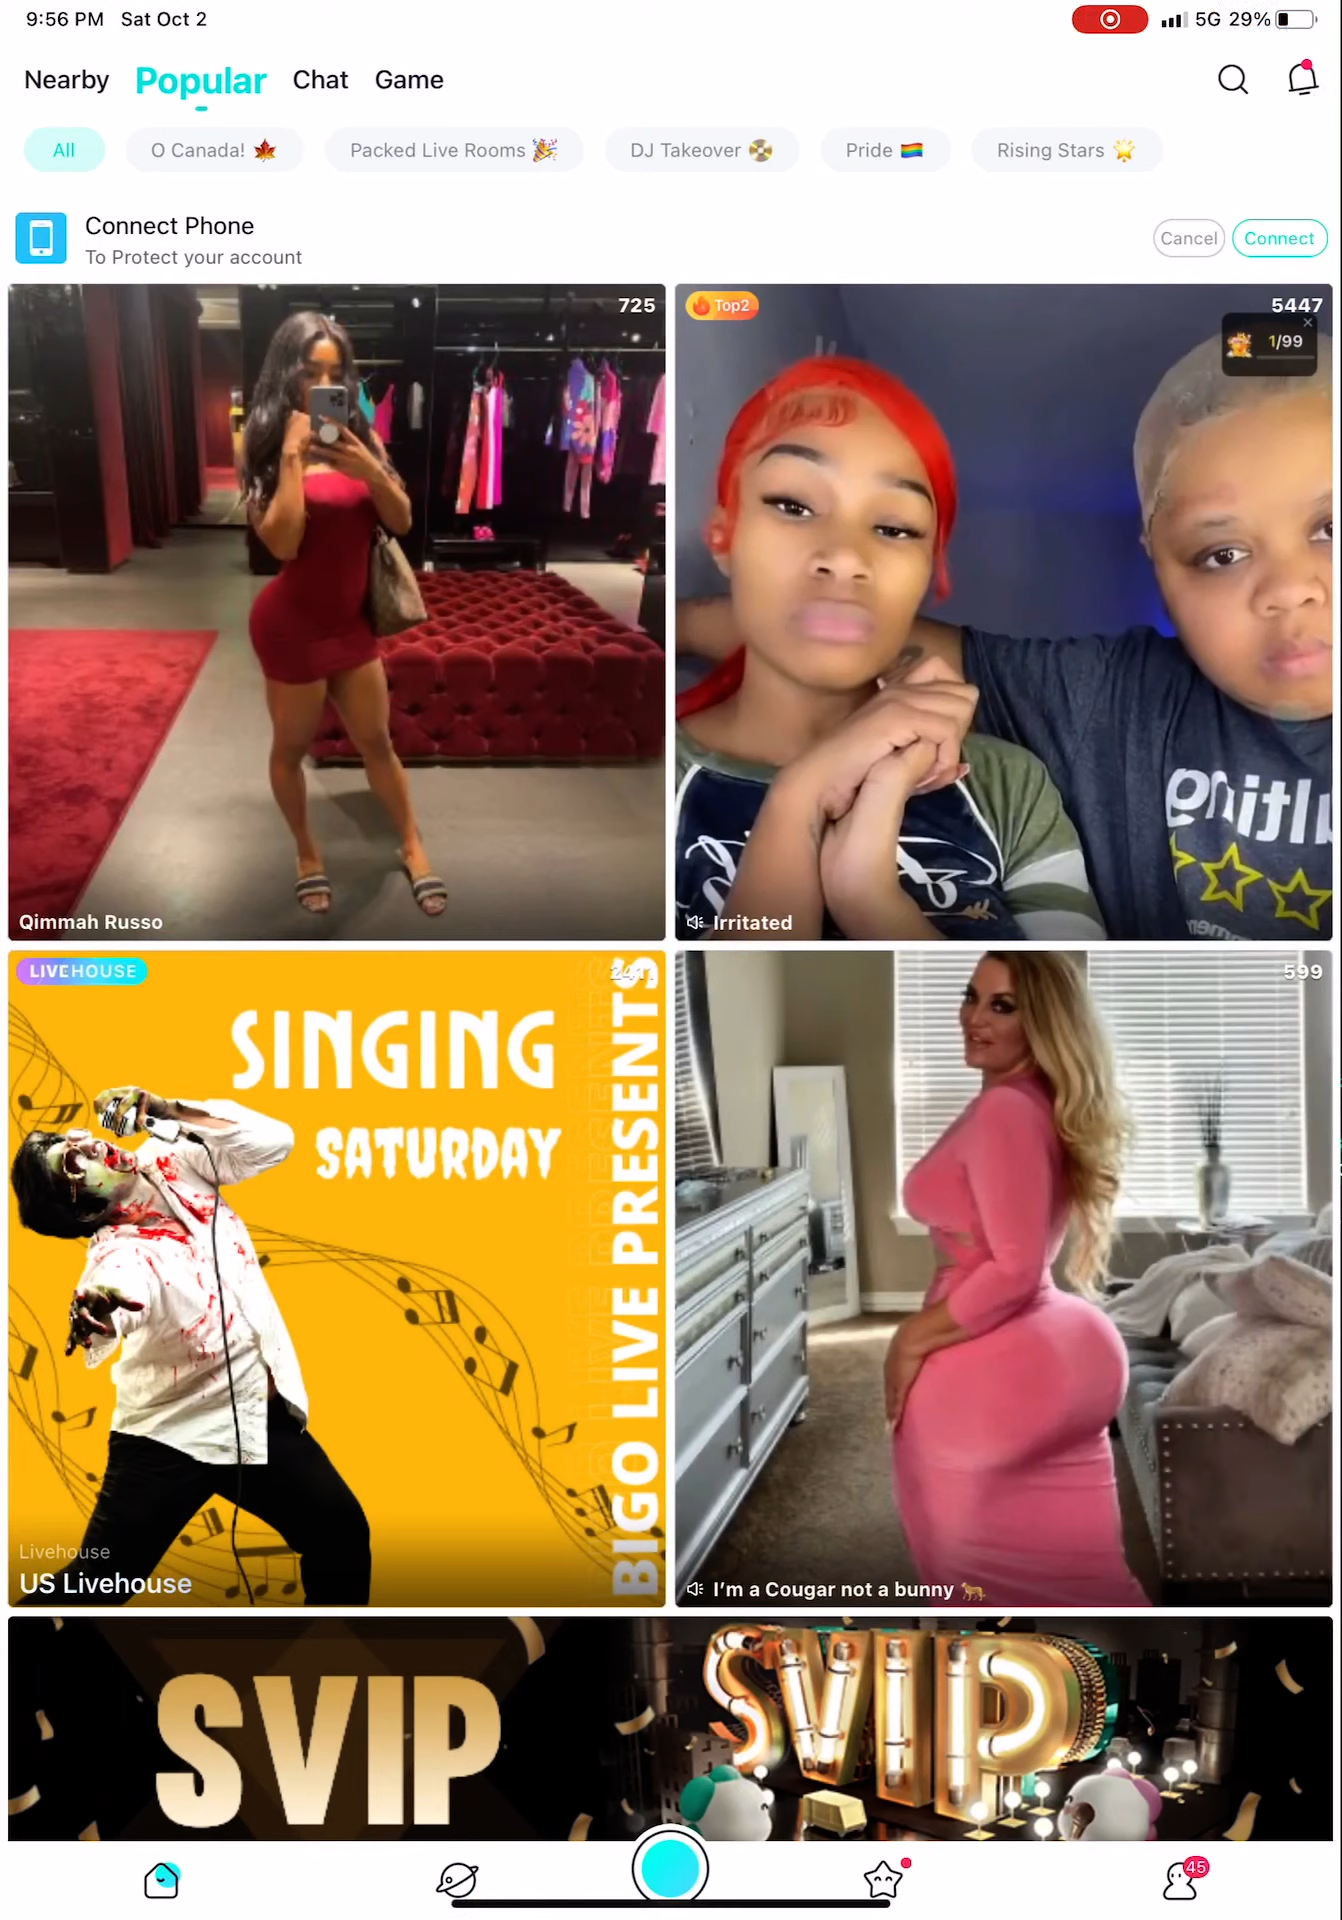 9:56 PM Sat Oct 2
5G 29%
Nearby Popular Chat Game
All O Canada! 🍁 Packed Live Rooms 🎉 DJ Takeover 📀 Pride 🏳️‍🌈 Rising Stars 🌟
Connect Phone
To Protect your account
Cancel Connect
725
Qimmah Russo
Top2
5447
1/99
Irritated
LIVEHOUSE
SINGING
SATURDAY
BIGO LIVE PRESENTS
Livehouse
US Livehouse
599
I'm a Cougar not a bunny 🐆
SVIP
SVIP
45